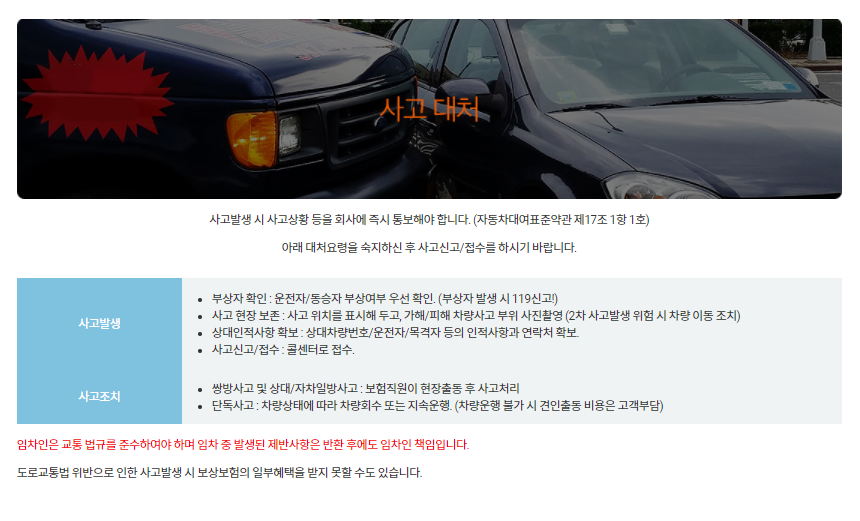 사고 대처
사고발생 시 사고상황 등을 회사에 즉시 통보해야 합니다. (자동차대여표준약관 제17조 1항 1호)
아래 대처요령을 숙지하신 후 사고신고/접수를 하시기 바랍니다.
사고발생
• 부상자 확인 : 운전자/동승자 부상여부 우선 확인. (부상자 발생 시 119신고!)
• 사고 현장 보존 : 사고 위치를 표시해 두고, 가해/피해 차량사고 부위 사진촬영 (2차 사고발생 위험 시 차량 이동 조치)
• 상대인적사항 확보 : 상대차량번호/운전자/목격자 등의 인적사항과 연락처 확보.
• 사고신고/접수 : 콜센터로 접수.
사고조치
• 쌍방사고 및 상대/자차일방사고 : 보험직원이 현장출동 후 사고처리
• 단독사고 : 차량상태에 따라 차량회수 또는 지속운행. (차량운행 불가 시 견인출동 비용은 고객부담)
임차인은 교통 법규를 준수하여야 하며 임차 중 발생된 제반사항은 반환 후에도 임차인 책임입니다.
도로교통법 위반으로 인한 사고발생 시 보상보험의 일부혜택을 받지 못할 수도 있습니다.